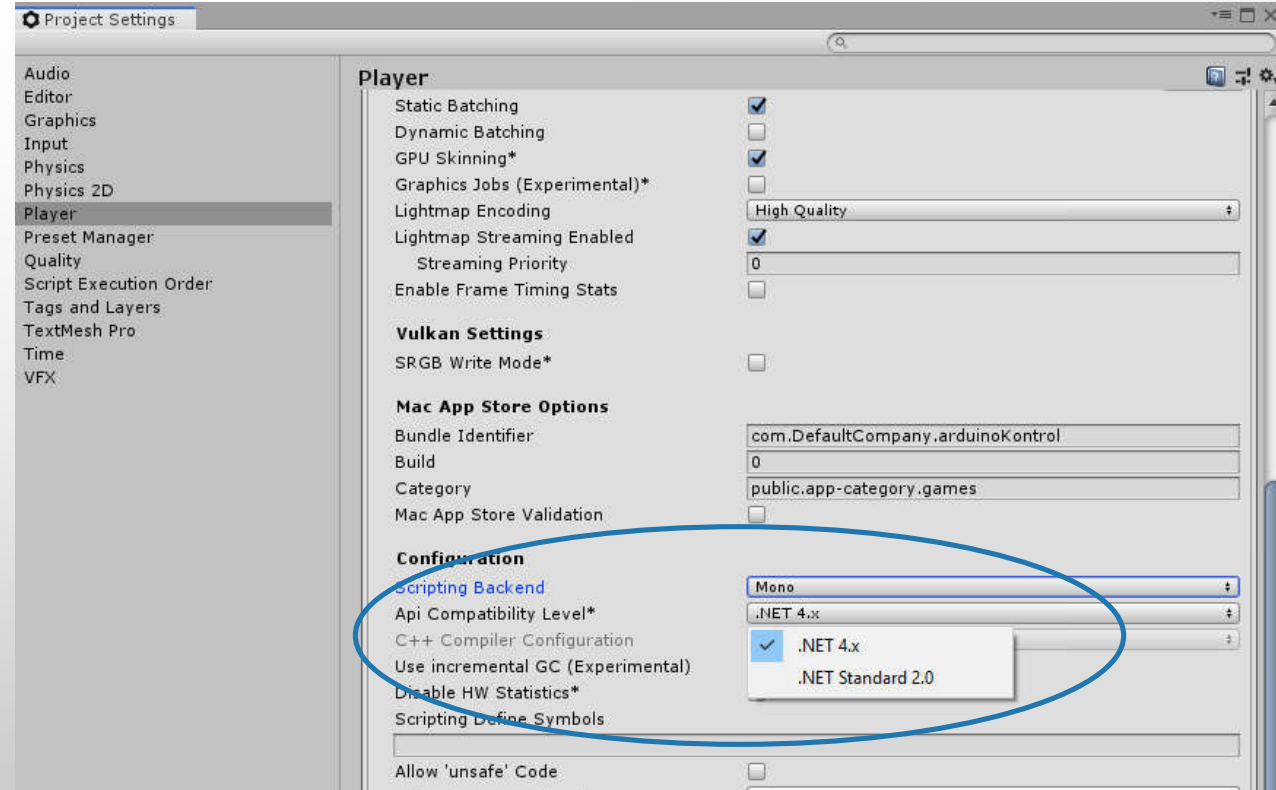 Project Settings
Audio
Editor
Graphics
Input
Physics
Physics 2D
Player
Preset Manager
Quality
Script Execution Order
Tags and Layers
TextMesh Pro
Time
VFX
Player
Static Batching
Dynamic Batching
GPU Skinning*
Graphics Jobs (Experimental)*
Lightmap Encoding High Quality
Lightmap Streaming Enabled
Streaming Priority 0
Enable Frame Timing Stats
Vulkan Settings
SRGB Write Mode*
Mac App Store Options
Bundle Identifier com.DefaultCompany.arduinoKontrol
Build 0
Category public.app-category.games
Mac App Store Validation
Configuration
Scripting Backend Mono
Api Compatibility Level* .NET 4.x
C++ Compiler Configuration
.NET 4.x
Use incremental GC (Experimental)
.NET Standard 2.0
Disable HW Statistics*
Scripting Define Symbols
Allow 'unsafe' Code